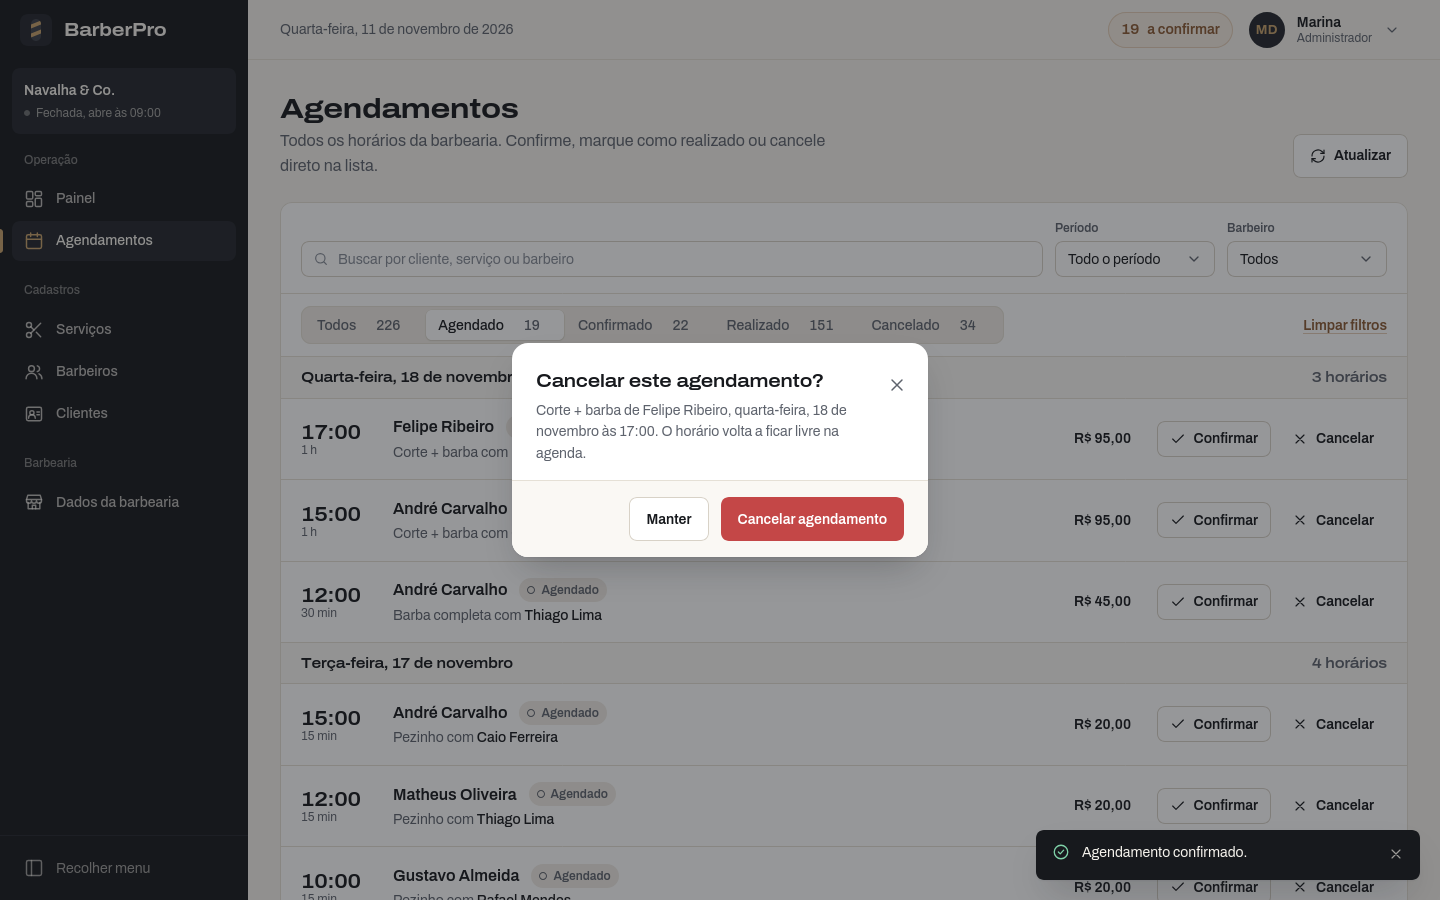 BarberPro
Navalha & Co.
Fechada, abre às 09:00
Operação
Painel
Agendamentos
Cadastros
Serviços
Barbeiros
Clientes
Barbearia
Dados da barbearia
Recolher menu
Quarta-feira, 11 de novembro de 2026
19 a confirmar
MD
Marina
Administrador
Agendamentos
Todos os horários da barbearia. Confirme, marque como realizado ou cancele
direto na lista.
Atualizar
Buscar por cliente, serviço ou barbeiro
Período
Todo o período
Barbeiro
Todos
Todos 226
Agendado 19
Confirmado 22
Realizado 151
Cancelado 34
Limpar filtros
Quarta-feira, 18 de novembr
3 horários
17:00
1 h
Felipe Ribeiro
Corte + barba com
R$ 95,00
Confirmar
Cancelar
15:00
1 h
André Carvalho
Corte + barba com
R$ 95,00
Confirmar
Cancelar
12:00
30 min
André Carvalho
Agendado
Barba completa com Thiago Lima
R$ 45,00
Confirmar
Cancelar
Terça-feira, 17 de novembro
4 horários
15:00
15 min
André Carvalho
Agendado
Pezinho com Caio Ferreira
R$ 20,00
Confirmar
Cancelar
12:00
15 min
Matheus Oliveira
Agendado
Pezinho com Thiago Lima
R$ 20,00
Confirmar
Cancelar
10:00
15 min
Gustavo Almeida
Agendado
Pezinho com Rafael Mendes
R$ 20,00
Confirmar
Cancelar
Cancelar este agendamento?
Corte + barba de Felipe Ribeiro, quarta-feira, 18 de
novembro às 17:00. O horário volta a ficar livre na
agenda.
Manter
Cancelar agendamento
Agendamento confirmado.